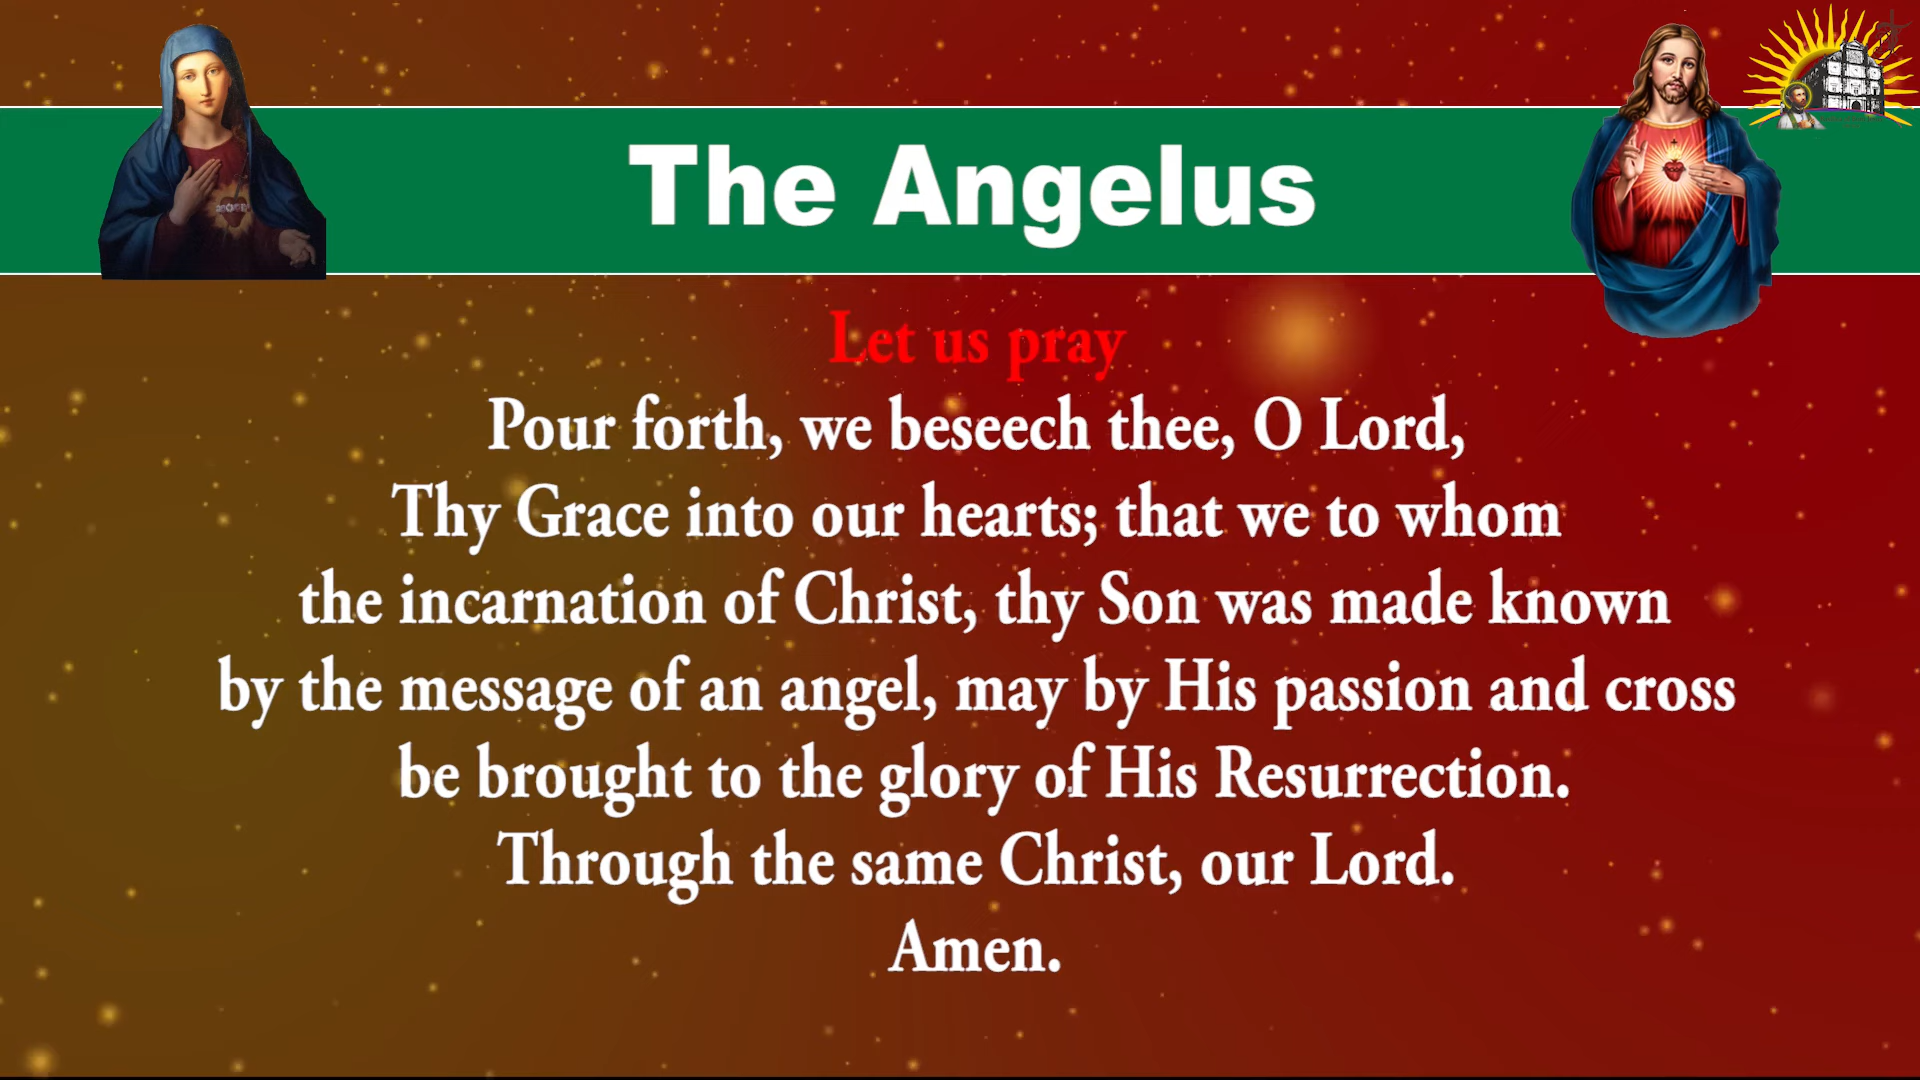 The Angelus
Let us pray
Pour forth, we beseech thee, O Lord,
Thy Grace into our hearts; that we to whom
the incarnation of Christ, thy Son was made known
by the message of an angel, may by His passion and cross
be brought to the glory of His Resurrection.
Through the same Christ, our Lord.
Amen.